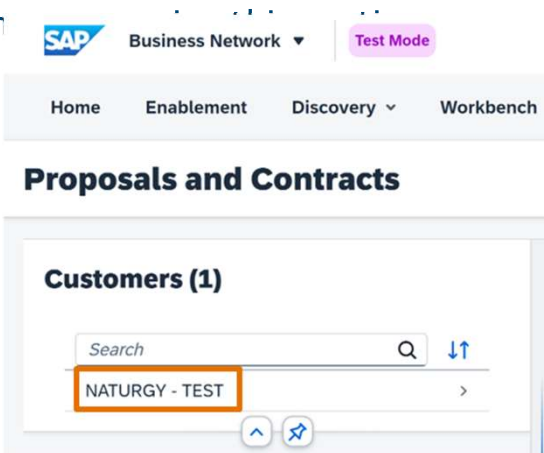 SAP Business Network Test Mode
Home Enablement Discovery Workbench
Proposals and Contracts
Customers (1)
Search
NATURGY - TEST